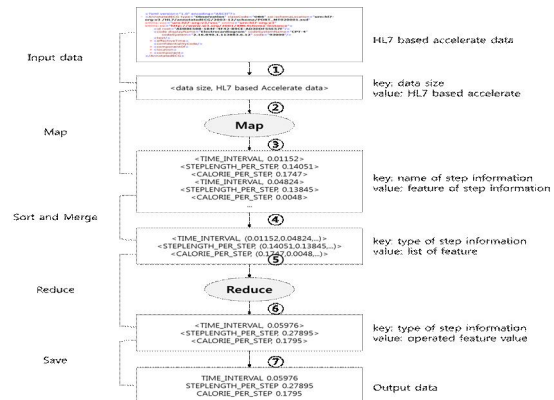 HL7 based accelerate data
Input data
①
<data size, HL7 based Accelerate data>
key: data size
value: HL7 based accelerate
②
Map
Map
③
<TIME_INTERVAL, 0.01152>
<STEPLENGTH_PER_STEP, 0.14051>
<CALORIE_PER_STEP, 0.1747>
<TIME_INTERVAL, 0.04824>
<STEPLENGTH_PER_STEP, 0.13845>
<CALORIE_PER_STEP, 0.0048>
...
key: name of step information
value: feature of step information
Sort and Merge
④
<TIME_INTERVAL, (0.01152,0.04824,...)>
<STEPLENGTH_PER_STEP, (0.14051,0.13845,...)>
<CALORIE_PER_STEP, (0.1747,0.0048,...)>
key: type of step information
value: list of feature
⑤
Reduce
Reduce
⑥
<TIME_INTERVAL, 0.05976>
<STEPLENGTH_PER_STEP, 0.27895>
<CALORIE_PER_STEP, 0.1795>
key: type of step information
value: operated feature value
Save
⑦
TIME_INTERVAL 0.05976
STEPLENGTH_PER_STEP 0.27895
CALORIE_PER_STEP 0.1795
Output data